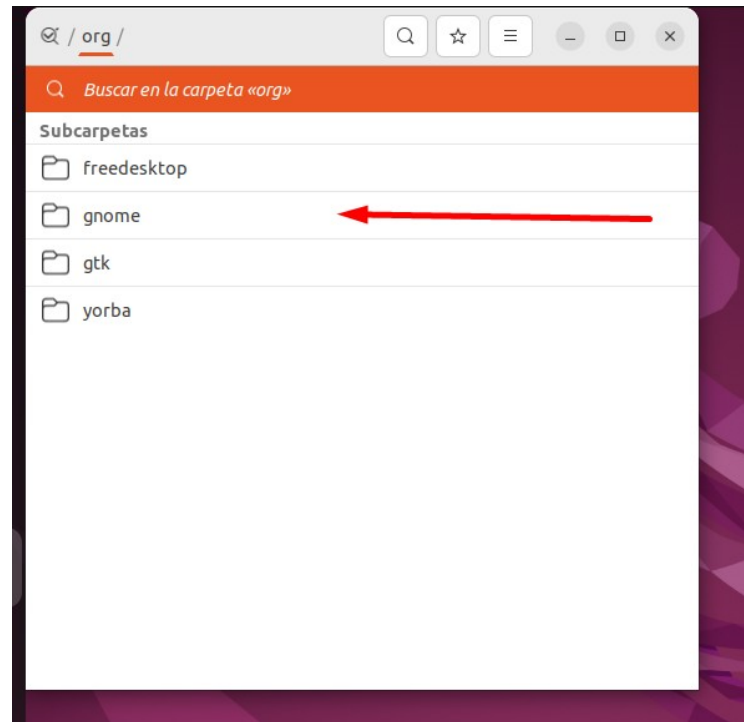 / org /
Buscar en la carpeta «org»
Subcarpetas
freedesktop
gnome
gtk
yorba